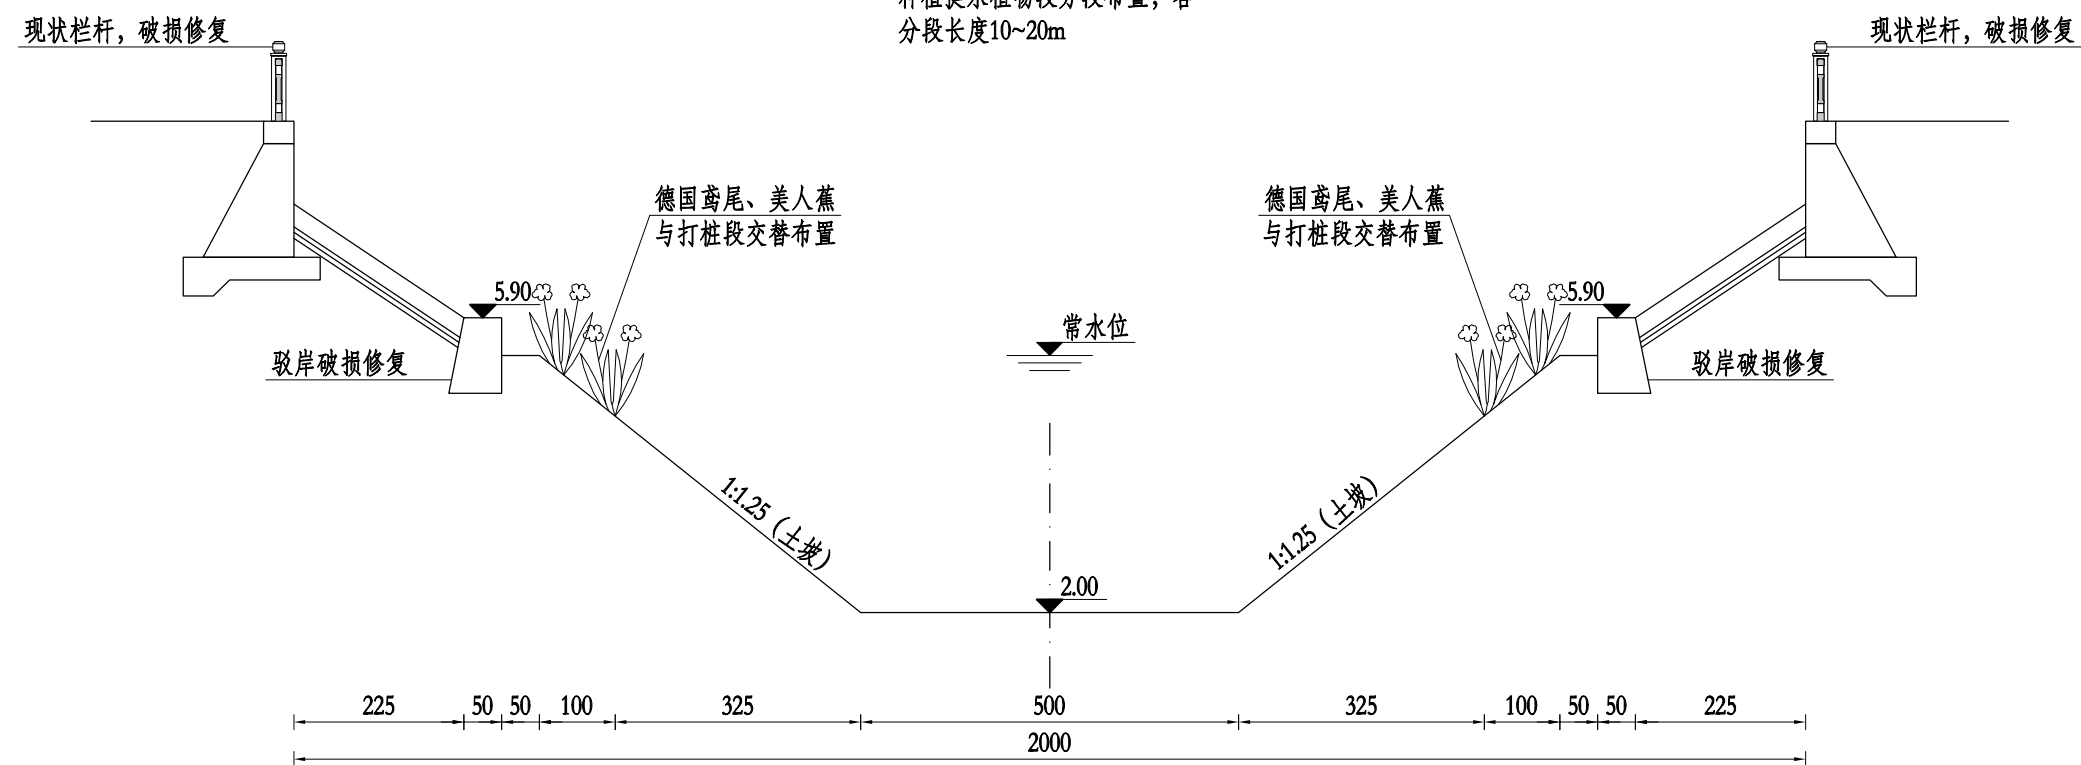 分段长度10~20m
现状栏杆，破损修复
现状栏杆，破损修复
德国鸢尾、美人蕉
与打桩段交替布置
德国鸢尾、美人蕉
与打桩段交替布置
5.90
5.90
常水位
驳岸破损修复
驳岸破损修复
1:1.25（土坡）
1:1.25（土坡）
2.00
225 50 50 100 325 500 325 100 50 50 225
2000